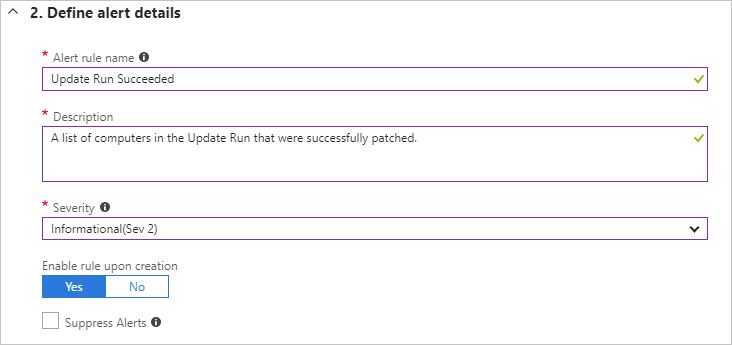 2. Define alert details
* Alert rule name
Update Run Succeeded
* Description
A list of computers in the Update Run that were successfully patched.
* Severity
Informational(Sev 2)
Enable rule upon creation
Yes No
Suppress Alerts